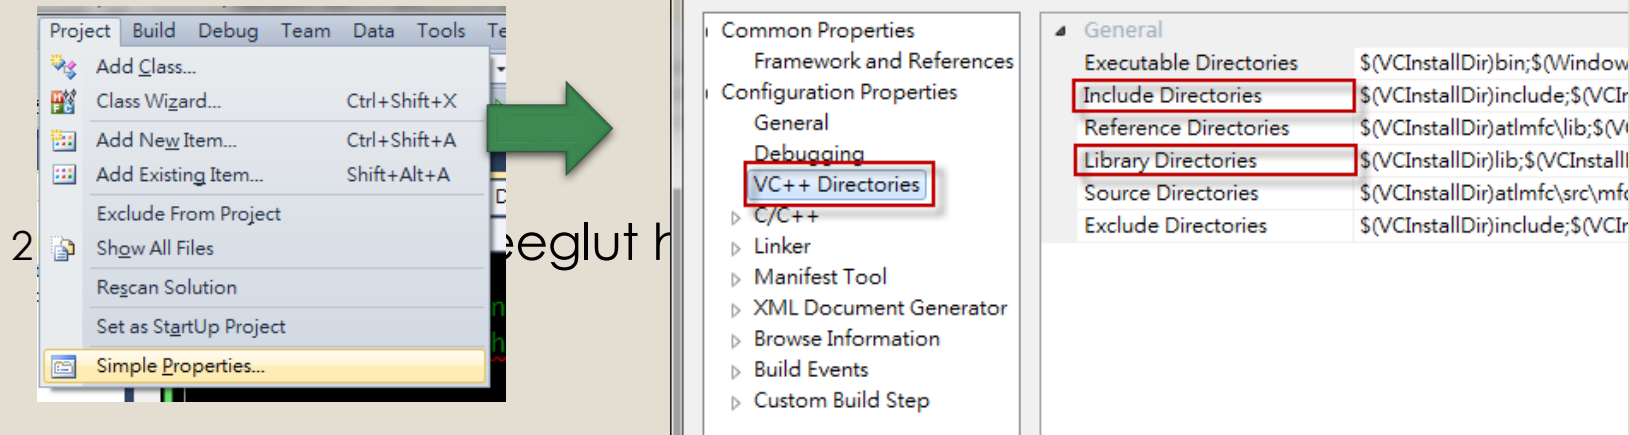 Project Build Debug Team Data Tools Te
Add Class...
Class Wizard... Ctrl+Shift+X
Add New Item... Ctrl+Shift+A
Add Existing Item... Shift+Alt+A
Exclude From Project
Show All Files
Rescan Solution
Set as StartUp Project
Simple Properties...
2 eeglut h
Common Properties
Framework and References
Configuration Properties
General
Debugging
VC++ Directories
C/C++
Linker
Manifest Tool
XML Document Generator
Browse Information
Build Events
Custom Build Step
General
Executable Directories $(VCInstallDir)bin;$(Window
Include Directories $(VCInstallDir)include;$(VCIn
Reference Directories $(VCInstallDir)atlmfc\lib;$(V
Library Directories $(VCInstallDir)lib;$(VCInstall
Source Directories $(VCInstallDir)atlmfc\src\mfc
Exclude Directories $(VCInstallDir)include;$(VCIn